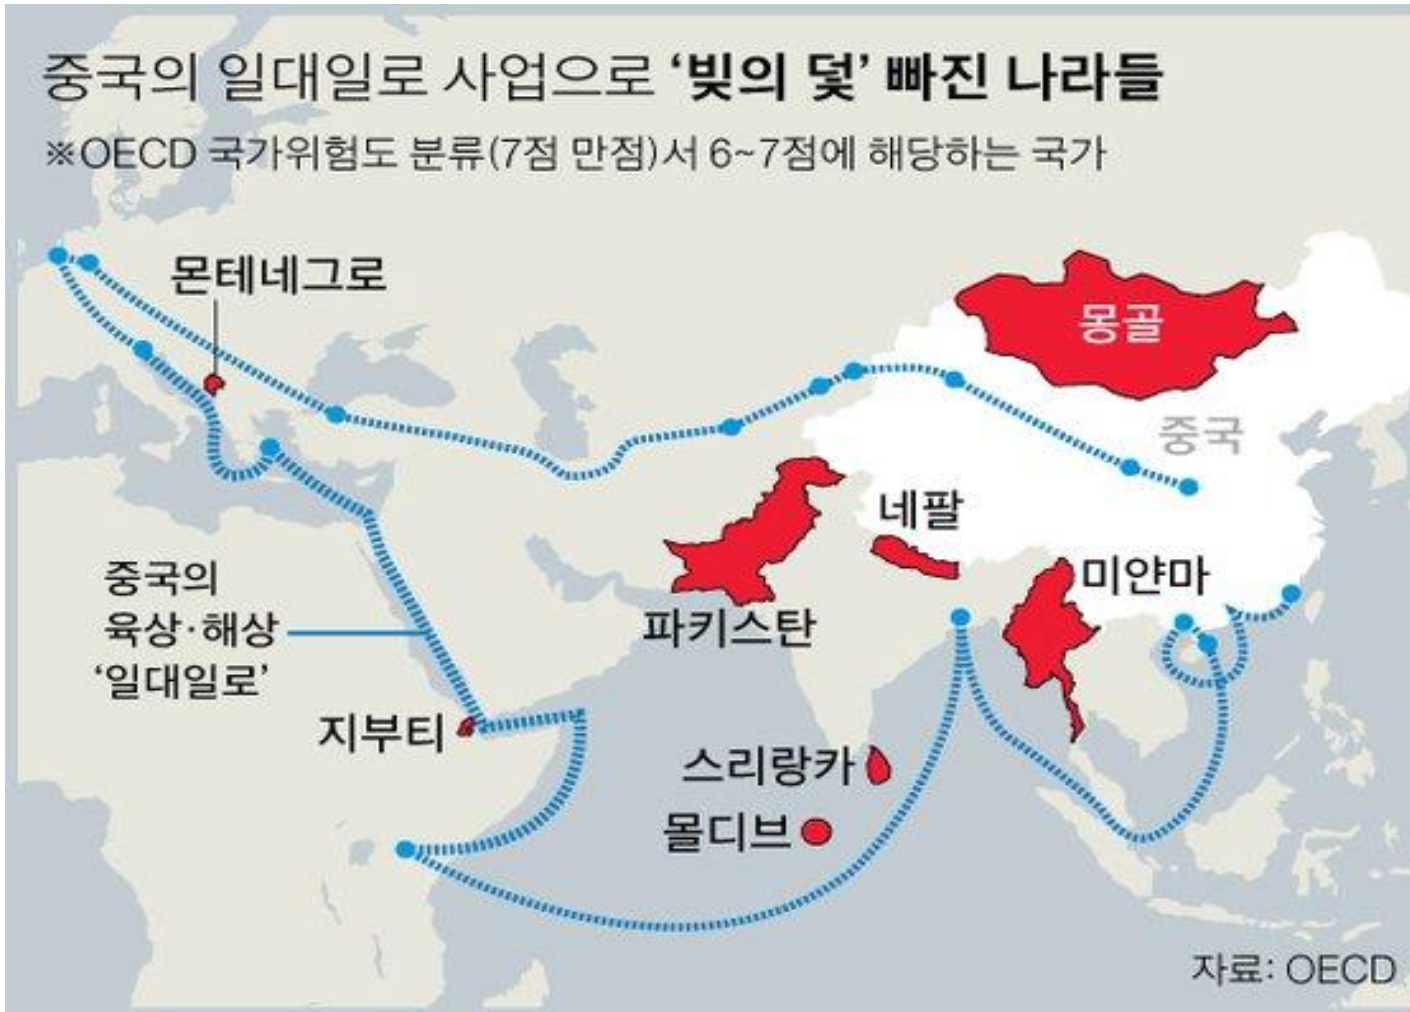 중국의 일대일로 사업으로 ‘빚의 덫’ 빠진 나라들
※OECD 국가위험도 분류(7점 만점)서 6~7점에 해당하는 국가
몬테네그로
몽골
중국
네팔
미얀마
파키스탄
중국의
육상·해상
‘일대일로’
지부티
스리랑카
몰디브
자료: OECD